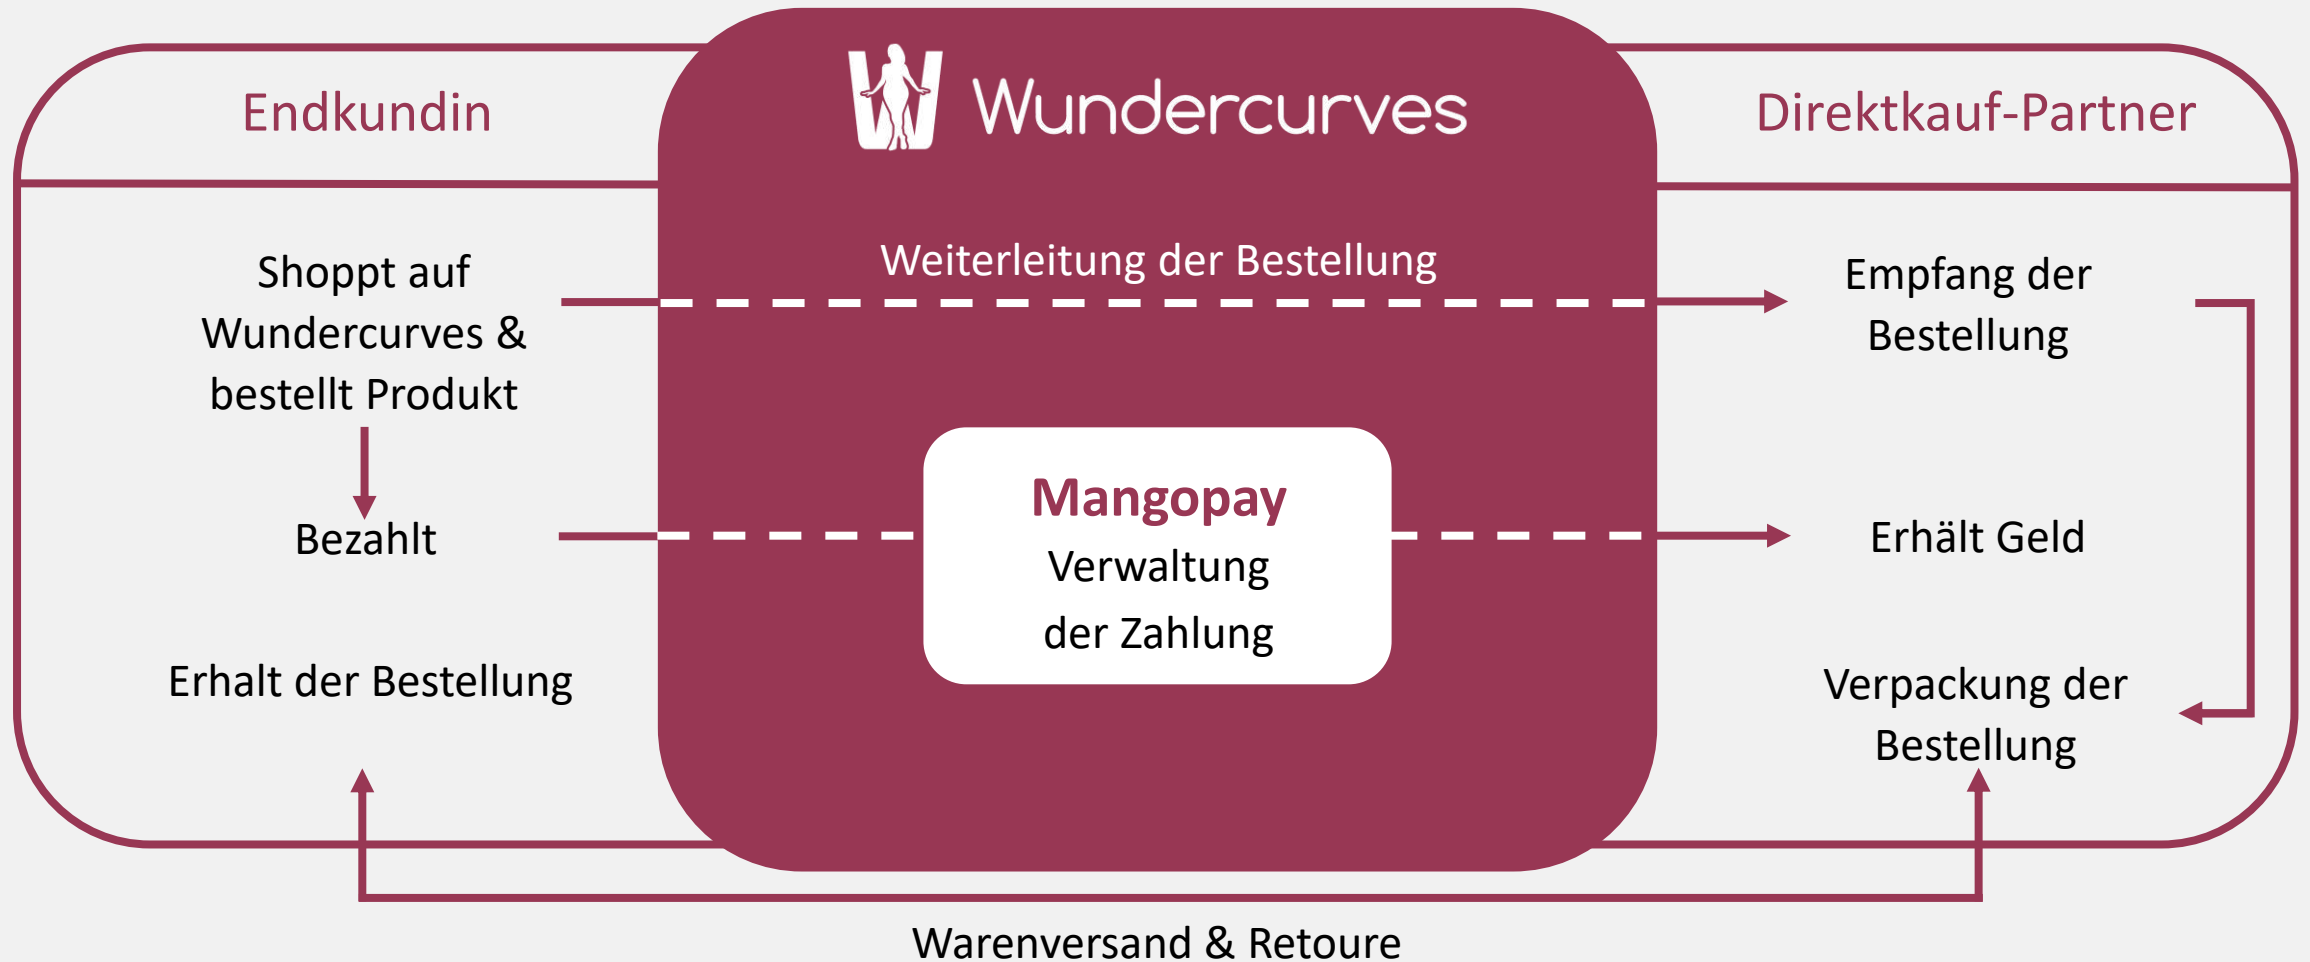 Endkundin
Wundercurves
Direktkauf-Partner
Shoppt auf
Wundercurves &
bestellt Produkt
Weiterleitung der Bestellung
Empfang der
Bestellung
Bezahlt
Mangopay
Verwaltung
der Zahlung
Erhält Geld
Erhalt der Bestellung
Verpackung der
Bestellung
Warenversand & Retoure